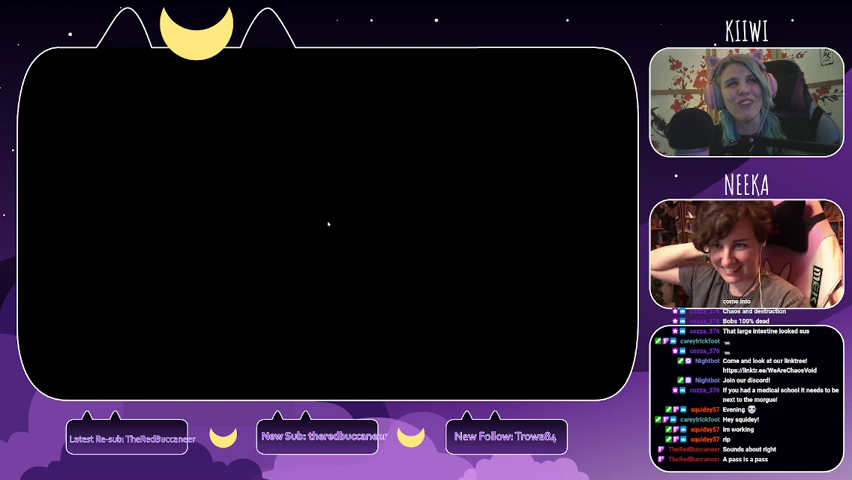 KIIWI
NEEKA
come into
cozza_376 Chaos and destruction
cozza_376 Bobs 100% dead
cozza_376 That large intestine looked sus
careytrickfoot
cozza_376
Nightbot Come and look at our linktree!
https://linktr.ee/WeAreChaosVoid
Nightbot Join our discord!
cozza_376 If you had a medical school it needs to be
next to the morgue!
squidey57 Evening
careytrickfoot Hey squidey!
squidey57 Im working
squidey57 rip
TheRedBuccaneer Sounds about right
TheRedBuccaneer A pass is a pass
Latest Re-sub: TheRedBuccaneer
New Sub: theredbuccaneer
New Follow: Trowa84